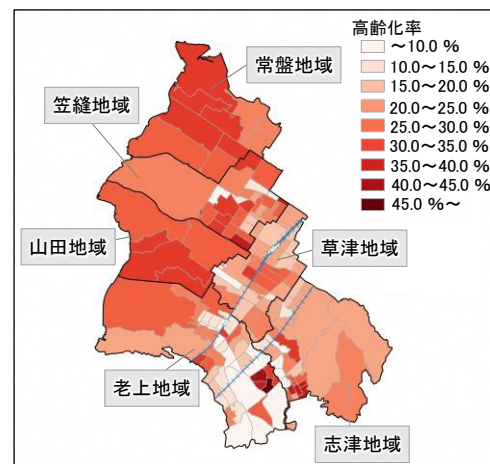 高齢化率
～10.0 %
10.0～15.0 %
15.0～20.0 %
20.0～25.0 %
25.0～30.0 %
30.0～35.0 %
35.0～40.0 %
40.0～45.0 %
45.0 %～
常盤地域
笠縫地域
山田地域
草津地域
老上地域
志津地域